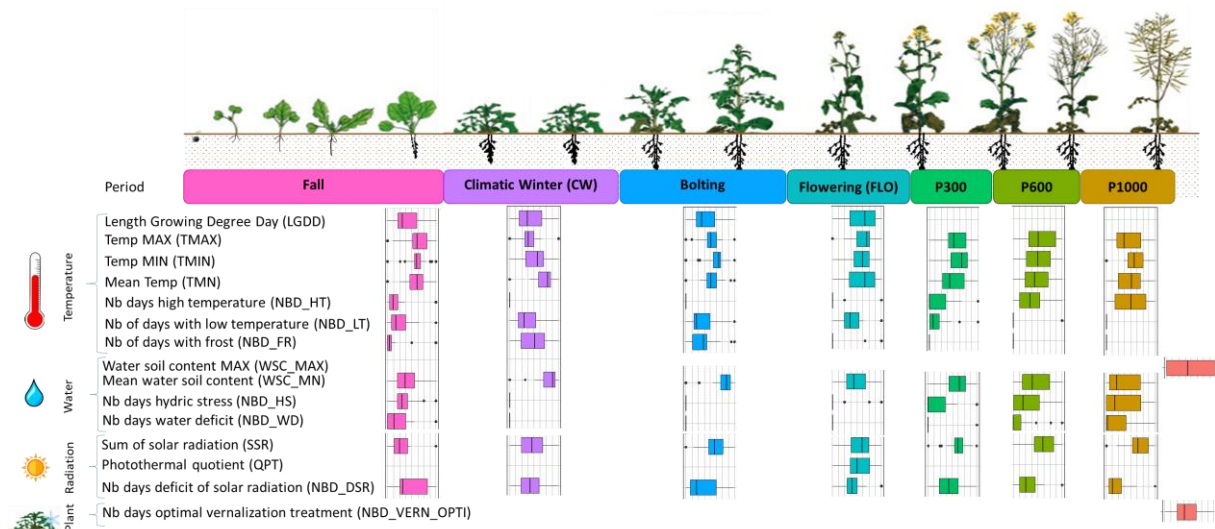 Period
Fall
Climatic Winter (CW)
Bolting
Flowering (FLO)
P300
P600
P1000
Temperature
Length Growing Degree Day (LGDD)
Temp MAX (TMAX)
Temp MIN (TMIN)
Mean Temp (TMN)
Nb days high temperature (NBD_HT)
Nb of days with low temperature (NBD_LT)
Nb of days with frost (NBD_FR)
Water
Water soil content MAX (WSC_MAX)
Mean water soil content (WSC_MN)
Nb days hydric stress (NBD_HS)
Nb days water deficit (NBD_WD)
Radiation
Sum of solar radiation (SSR)
Photothermal quotient (QPT)
Nb days deficit of solar radiation (NBD_DSR)
Plant
Nb days optimal vernalization treatment (NBD_VERN_OPTI)